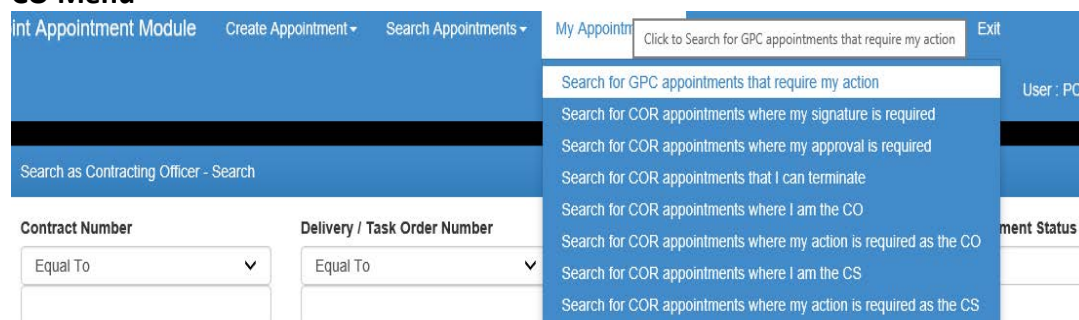 CO Menu
int Appointment Module Create Appointment Search Appointments My Appointm Exit
Click to Search for GPC appointments that require my action
Search for GPC appointments that require my action
User : PC
Search for COR appointments where my signature is required
Search for COR appointments where my approval is required
Search as Contracting Officer - Search
Search for COR appointments that I can terminate
Search for COR appointments where I am the CO
Contract Number Delivery / Task Order Number ment Status
Search for COR appointments where my action is required as the CO
Equal To Equal To
Search for COR appointments where I am the CS
Search for COR appointments where my action is required as the CS